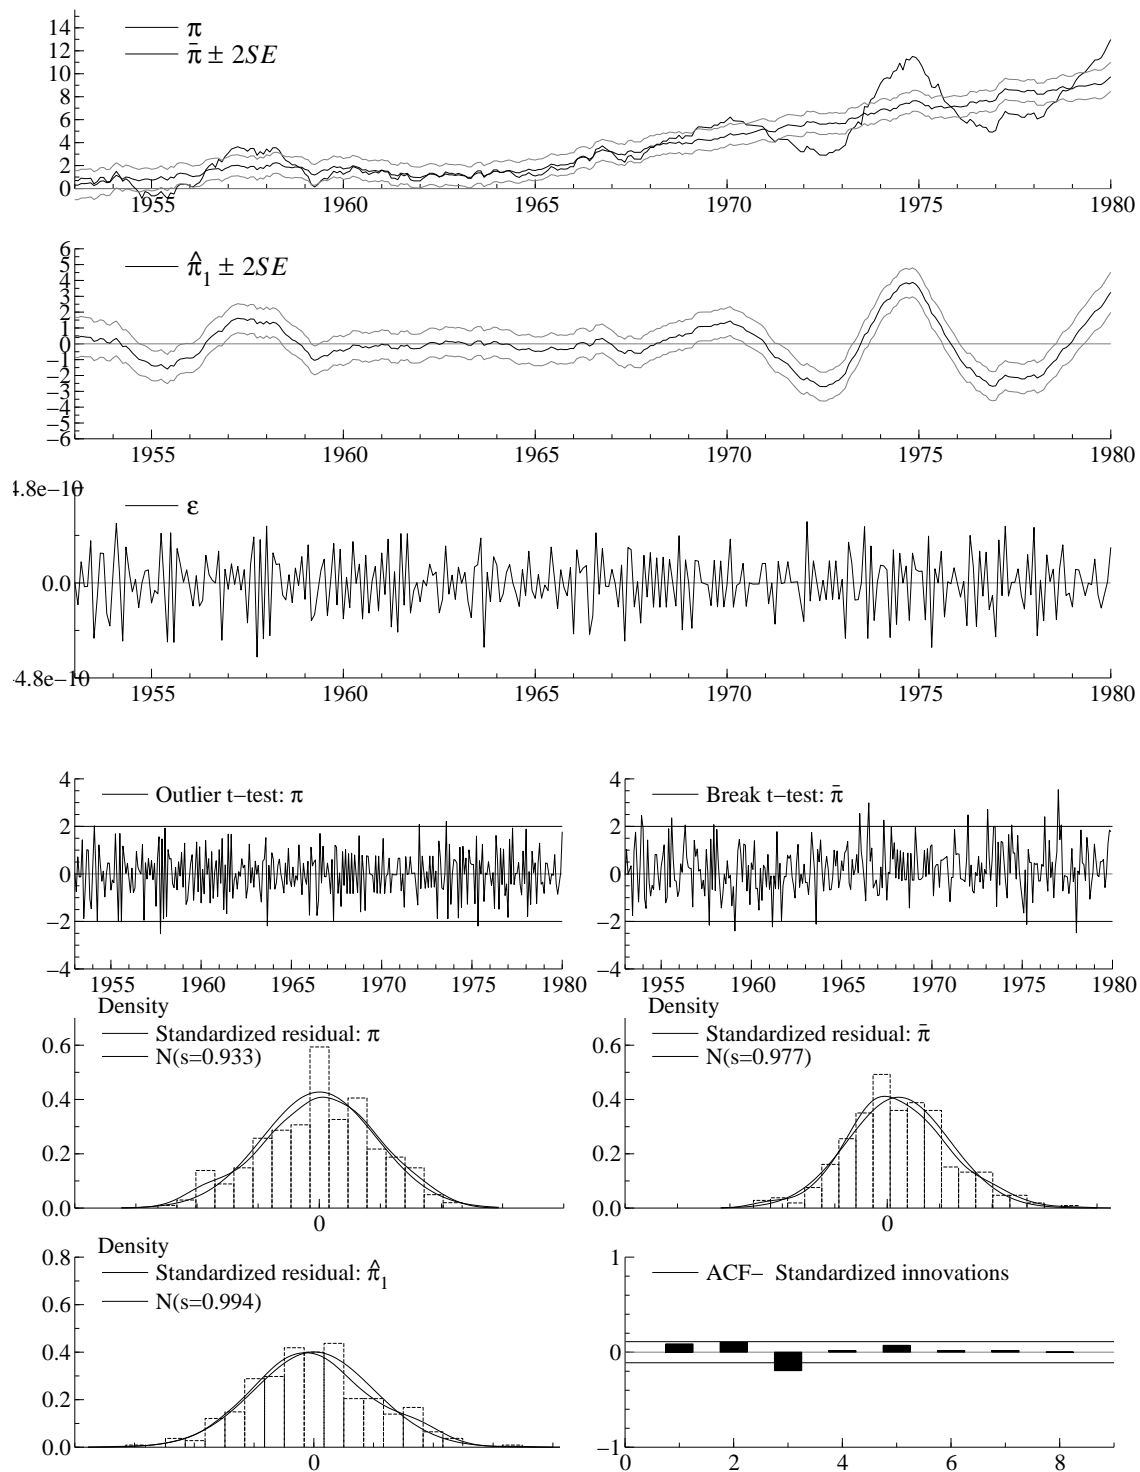 14
12
10
8
6
4
2
0
π
π̄ ± 2SE
1955 1960 1965 1970 1975 1980
6
5
4
3
2
1
0
−1
−2
−3
−4
−5
−6
π̂1 ± 2SE
1955 1960 1965 1970 1975 1980
4.8e−10
0.0
-4.8e−10
ε
1955 1960 1965 1970 1975 1980
4
2
0
−2
−4
Outlier t−test: π
1955 1960 1965 1970 1975 1980
4
2
0
−2
−4
Break t−test: π̄
1955 1960 1965 1970 1975 1980
Density
0.6
0.4
0.2
0.0
Standardized residual: π
N(s=0.933)
0
Density
0.6
0.4
0.2
0.0
Standardized residual: π̄
N(s=0.977)
0
Density
0.8
0.6
0.4
0.2
0.0
Standardized residual: π̂1
N(s=0.994)
0
1
0
−1
ACF− Standardized innovations
0 2 4 6 8